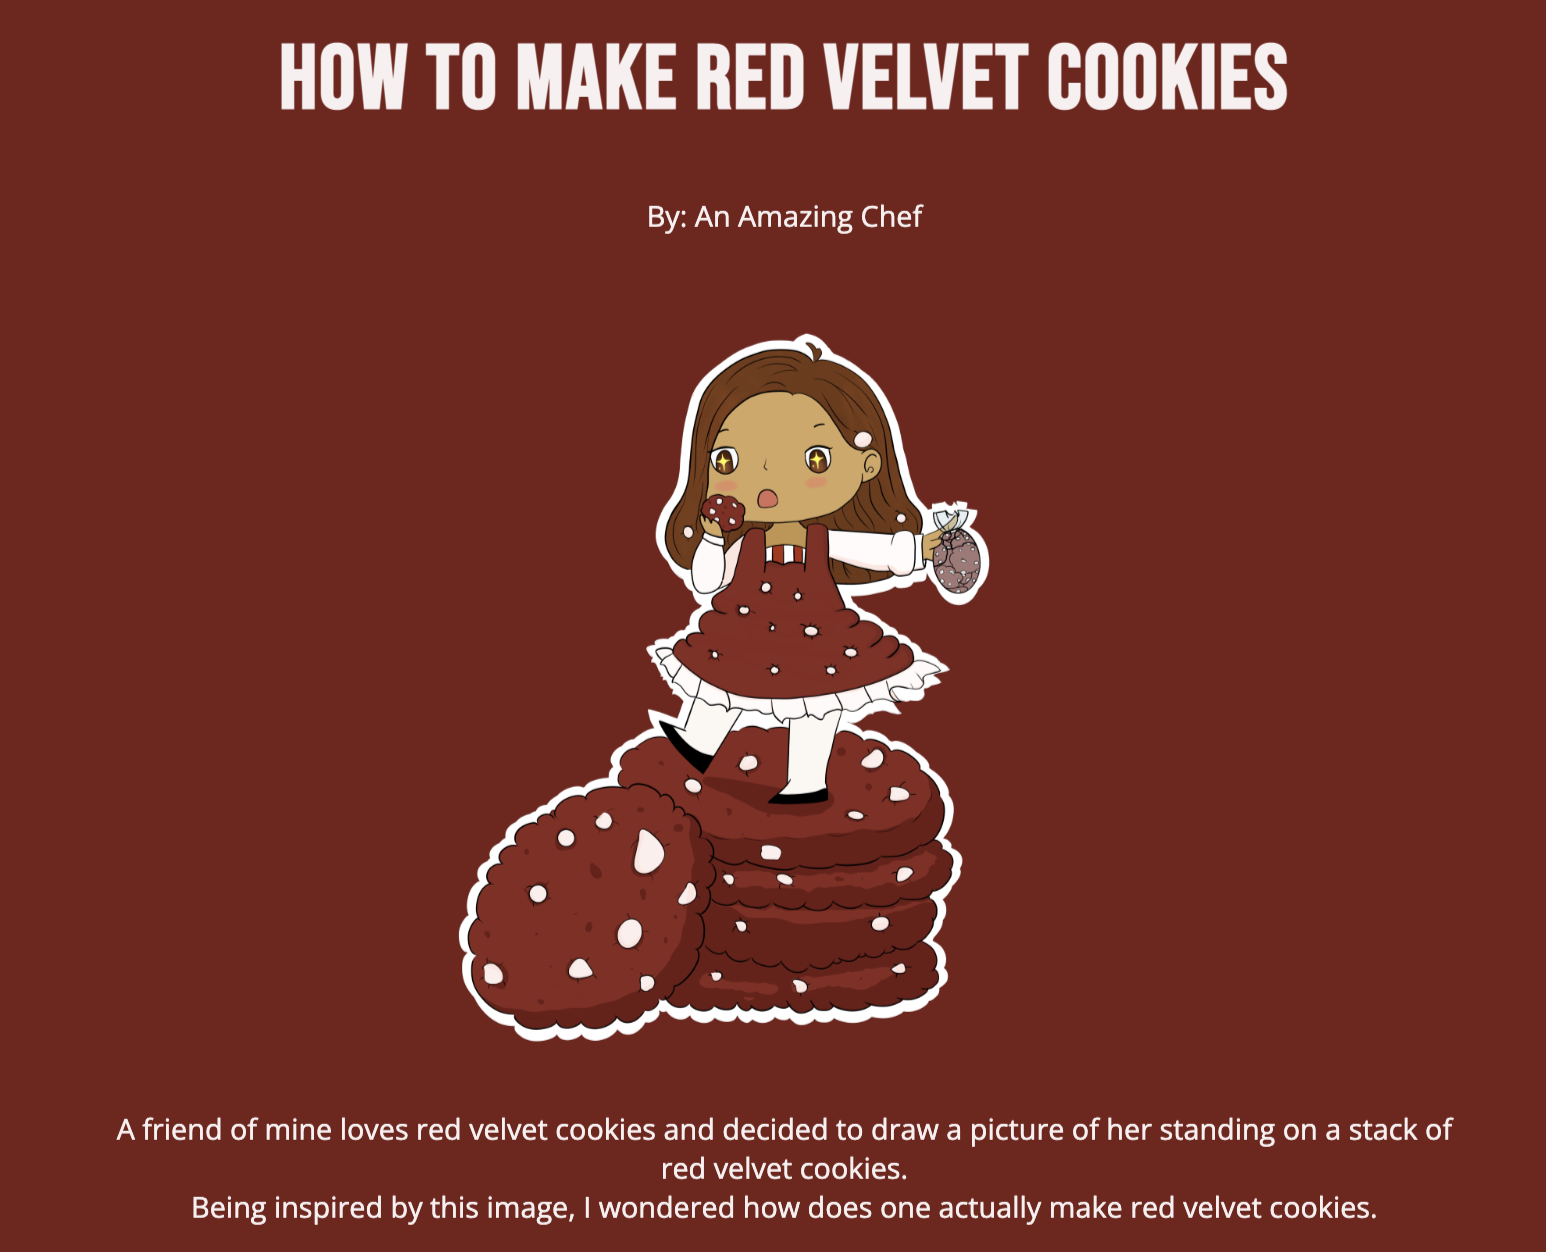 HOW TO MAKE RED VELVET COOKIES
By: An Amazing Chef
A friend of mine loves red velvet cookies and decided to draw a picture of her standing on a stack of
red velvet cookies.
Being inspired by this image, I wondered how does one actually make red velvet cookies.